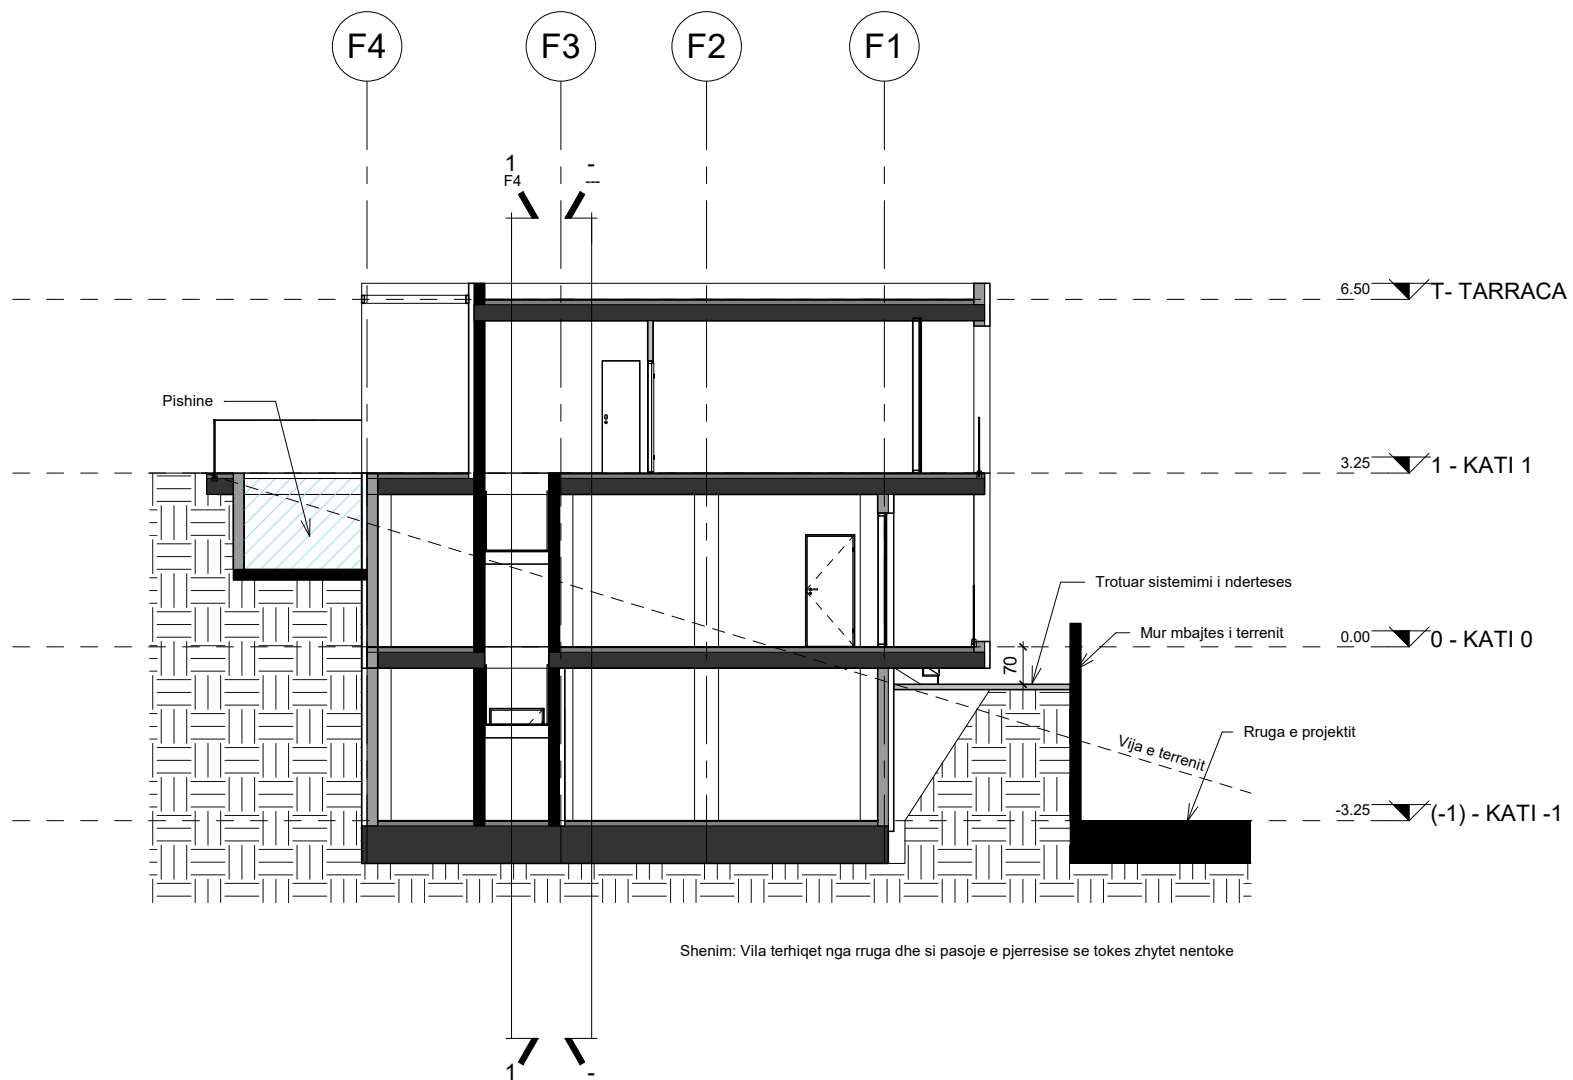 F4 F3 F2 F1
1 -
F4 ---
6.50 T- TARRACA
Pishine
3.25 1 - KATI 1
Trotuar sistemimi i nderteses
Mur mbajtes i terrenit
0.00 0 - KATI 0
70
Rruga e projektit
Vija e terrenit
-3.25 (-1) - KATI -1
Shenim: Vila terhiqet nga rruga dhe si pasoje e pjerresise se tokes zhytet nentoke
1 -